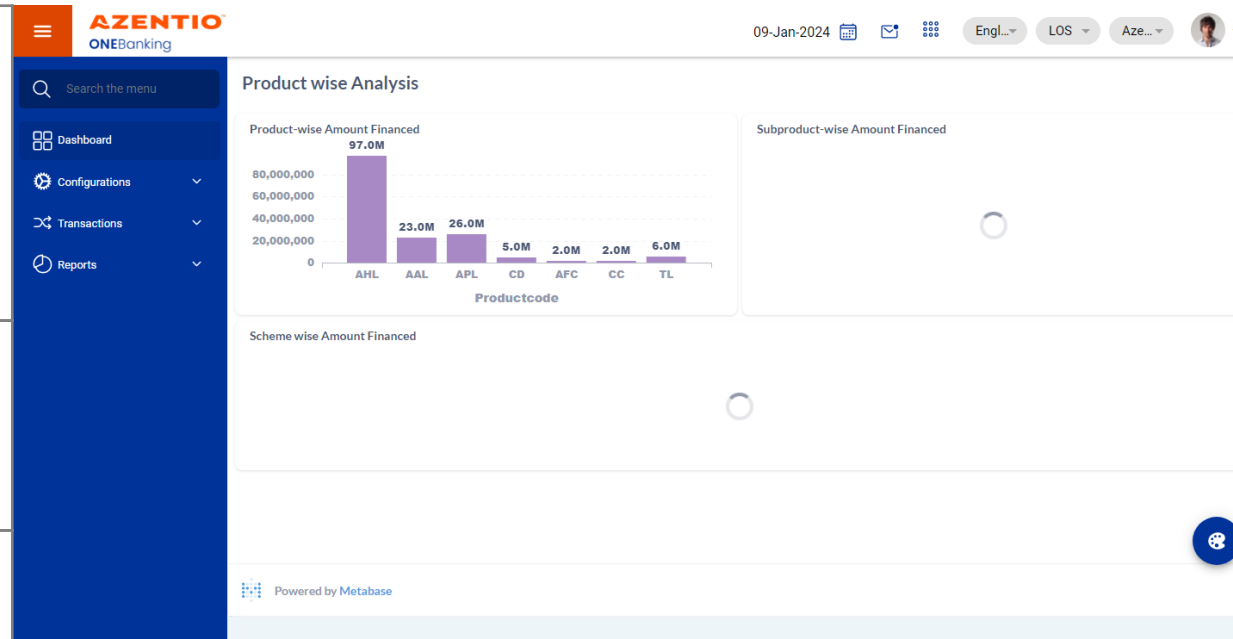 AZENTIO
ONEBanking
09-Jan-2024
Engl...
LOS
Aze...
Search the menu
Dashboard
Configurations
Transactions
Reports
Product wise Analysis
Product-wise Amount Financed
97.0M
80,000,000
60,000,000
40,000,000
20,000,000
0
23.0M
26.0M
5.0M
2.0M
2.0M
6.0M
AHL AAL APL CD AFC CC TL
Productcode
Subproduct-wise Amount Financed
Scheme wise Amount Financed
Powered by Metabase